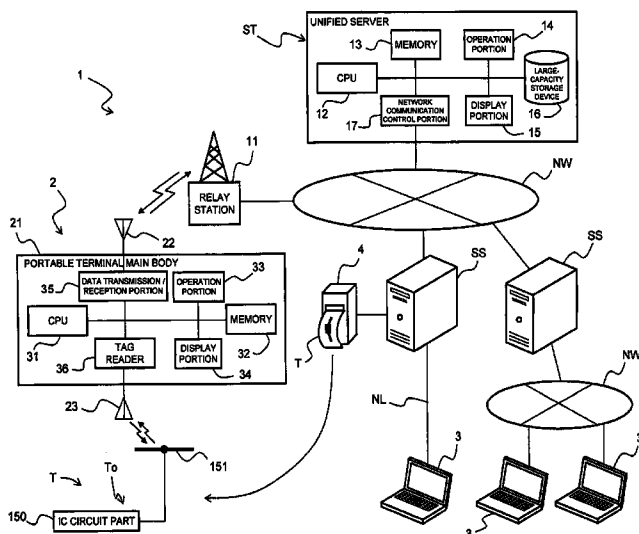 UNIFIED SERVER
ST
13
MEMORY
OPERATION PORTION
14
CPU
12
LARGE-CAPACITY STORAGE DEVICE
16
NETWORK COMMUNICATION CONTROL PORTION
17
DISPLAY PORTION
15
1
11
RELAY STATION
NW
2
21
22
PORTABLE TERMINAL MAIN BODY
DATA TRANSMISSION / RECEPTION PORTION
35
OPERATION PORTION
33
CPU
31
MEMORY
32
TAG READER
36
DISPLAY PORTION
34
4
SS
SS
T
NL
NW
23
151
3
3
3
T
To
150
IC CIRCUIT PART